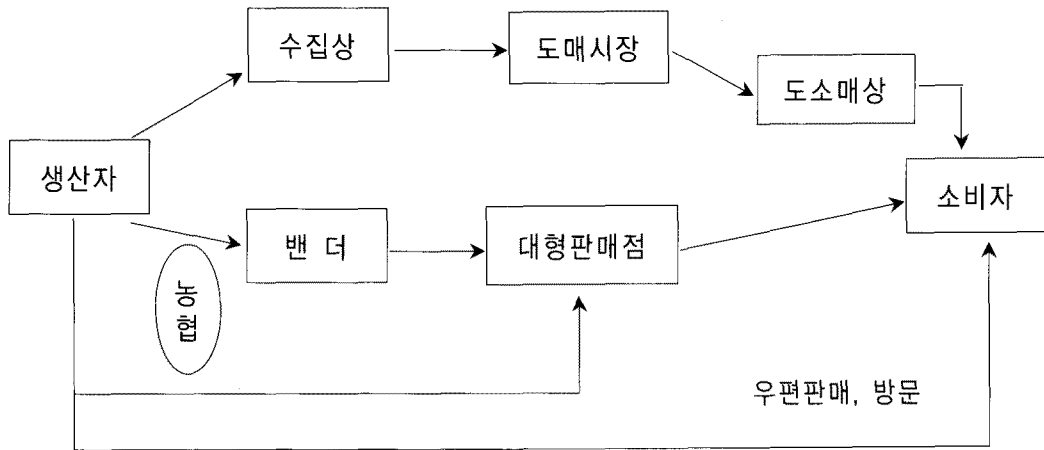 수집상
도매시장
도소매상
생산자
소비자
밴 더
대형판매점
농
협
우편판매, 방문